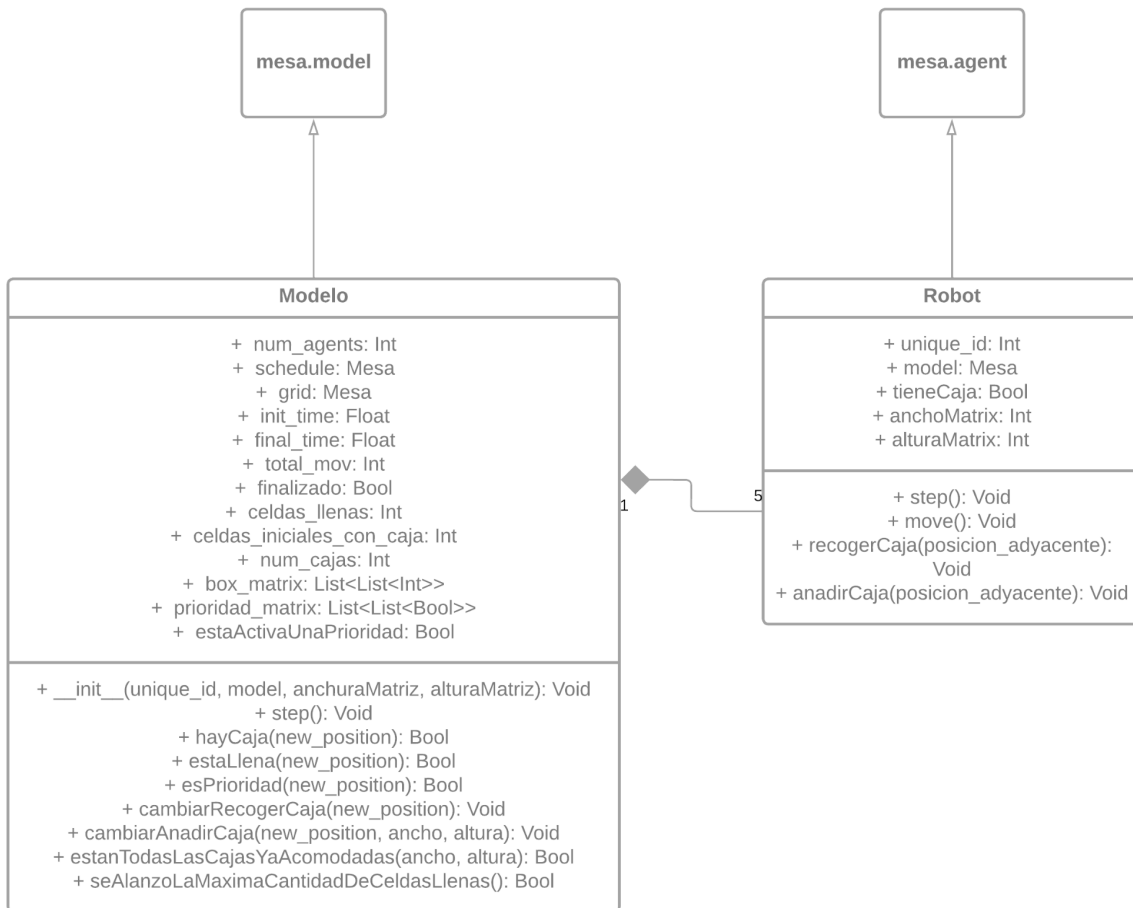 mesa.model
mesa.agent
Modelo
+ num_agents: Int
+ schedule: Mesa
+ grid: Mesa
+ init_time: Float
+ final_time: Float
+ total_mov: Int
+ finalizado: Bool
+ celdas_llenas: Int
+ celdas_iniciales_con_caja: Int
+ num_cajas: Int
+ box_matrix: List<List<Int>>
+ prioridad_matrix: List<List<Bool>>
+ estaActivaUnaPrioridad: Bool
+ __init__(unique_id, model, anchuraMatriz, alturaMatriz): Void
+ step(): Void
+ hayCaja(new_position): Bool
+ estaLlena(new_position): Bool
+ esPrioridad(new_position): Bool
+ cambiarRecogerCaja(new_position): Void
+ cambiarAnadirCaja(new_position, ancho, altura): Void
+ estanTodasLasCajasYaAcomodadas(ancho, altura): Bool
+ seAlanzoLaMaximaCantidadDeCeldasLlenas(): Bool
1
5
Robot
+ unique_id: Int
+ model: Mesa
+ tieneCaja: Bool
+ anchoMatrix: Int
+ alturaMatrix: Int
+ step(): Void
+ move(): Void
+ recogerCaja(posicion_adyacente):
Void
+ anadirCaja(posicion_adyacente): Void